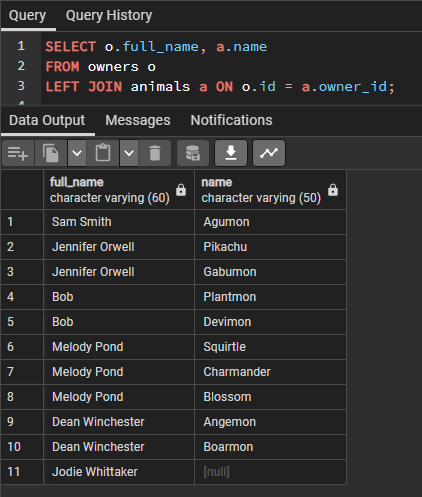 Query Query History
1 SELECT o.full_name, a.name
2 FROM owners o
3 LEFT JOIN animals a ON o.id = a.owner_id;
Data Output Messages Notifications
full_name name
character varying (60) character varying (50)
1 Sam Smith Agumon
2 Jennifer Orwell Pikachu
3 Jennifer Orwell Gabumon
4 Bob Plantmon
5 Bob Devimon
6 Melody Pond Squirtle
7 Melody Pond Charmander
8 Melody Pond Blossom
9 Dean Winchester Angemon
10 Dean Winchester Boarmon
11 Jodie Whittaker [null]